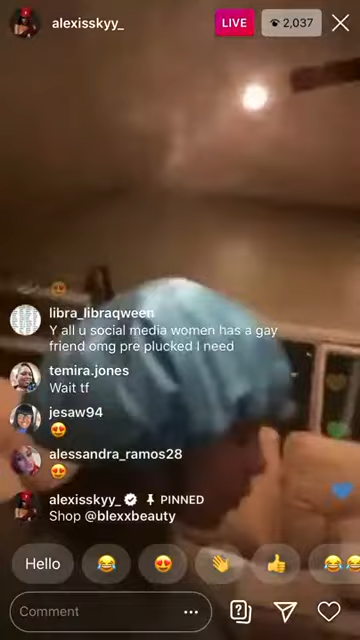 alexisskyy_
LIVE
2,037
libra_libraqween
Y all u social media women has a gay
friend omg pre plucked I need
temira.jones
Wait tf
jesaw94
😍
alessandra_ramos28
😍
alexisskyy_ PINNED
Shop @blexxbeauty
Hello 😂 😍 👋 👍 😂😂
Comment